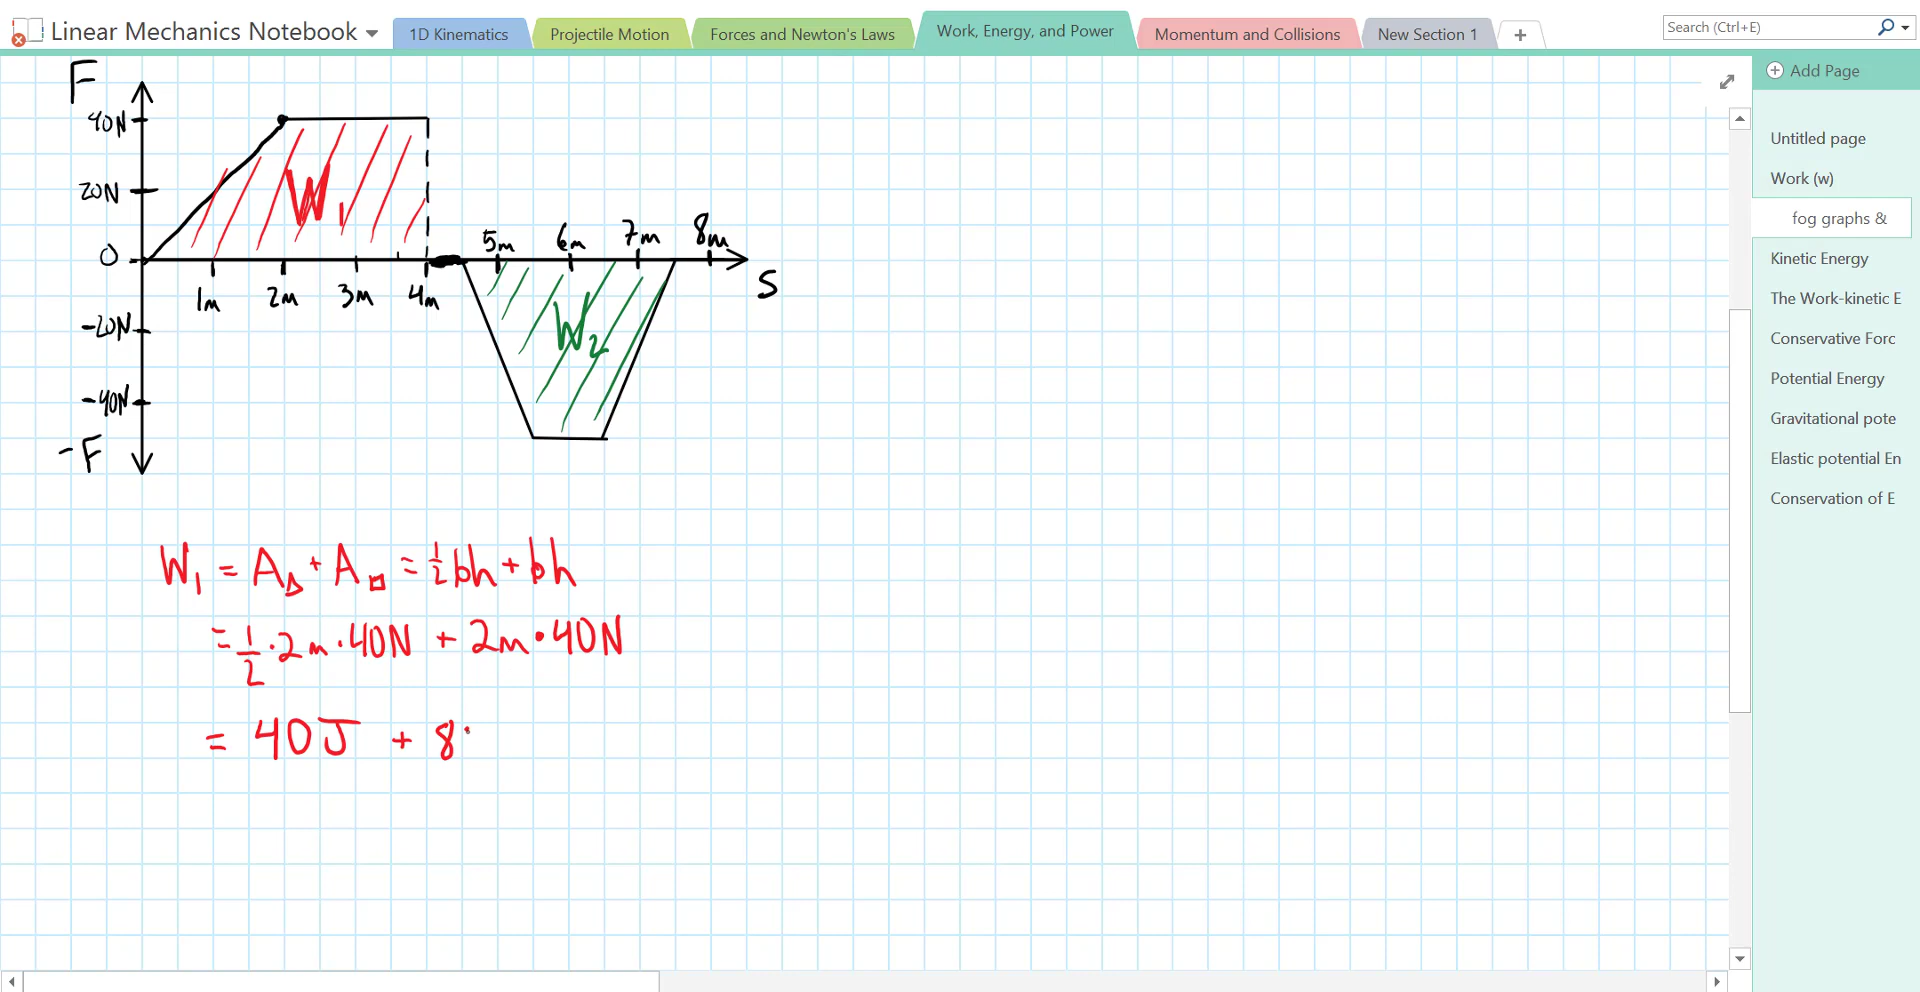 Linear Mechanics Notebook
1D Kinematics
Projectile Motion
Forces and Newton's Laws
Work, Energy, and Power
Momentum and Collisions
New Section 1
Search (Ctrl+E)
Add Page
Untitled page
Work (w)
fog graphs &
Kinetic Energy
The Work-kinetic E
Conservative Forc
Potential Energy
Gravitational pote
Elastic potential En
Conservation of E
F
40N
20N
0
-20N
-40N
-F
1m 2m 3m 4m
5m 6m 7m 8m
S
W₁
W₂
W₁ = A△ + A□ = ½bh + bh
= ½ · 2m · 40N + 2m · 40N
= 40J + 8